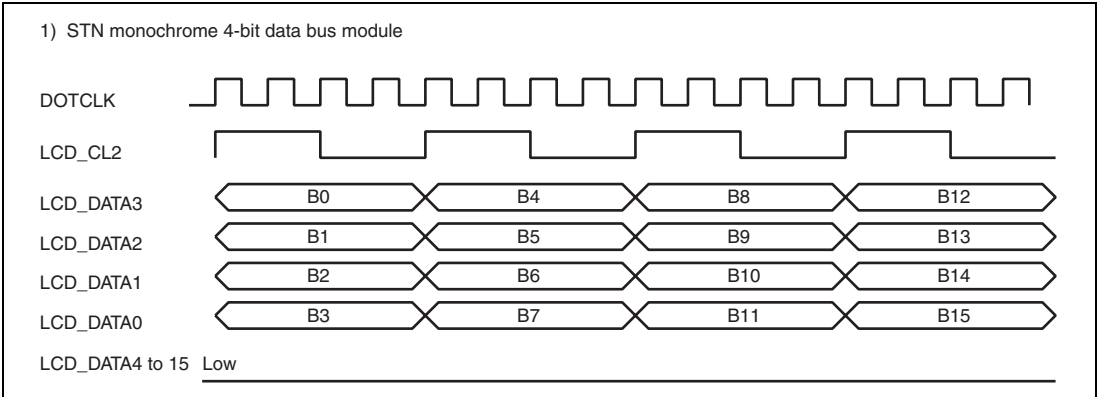 1) STN monochrome 4-bit data bus module
DOTCLK
LCD_CL2
LCD_DATA3 B0 B4 B8 B12
LCD_DATA2 B1 B5 B9 B13
LCD_DATA1 B2 B6 B10 B14
LCD_DATA0 B3 B7 B11 B15
LCD_DATA4 to 15 Low